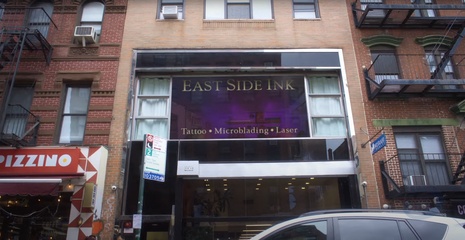 EAST SIDE INK
Tattoo • Microblading • Laser
PIZZINO